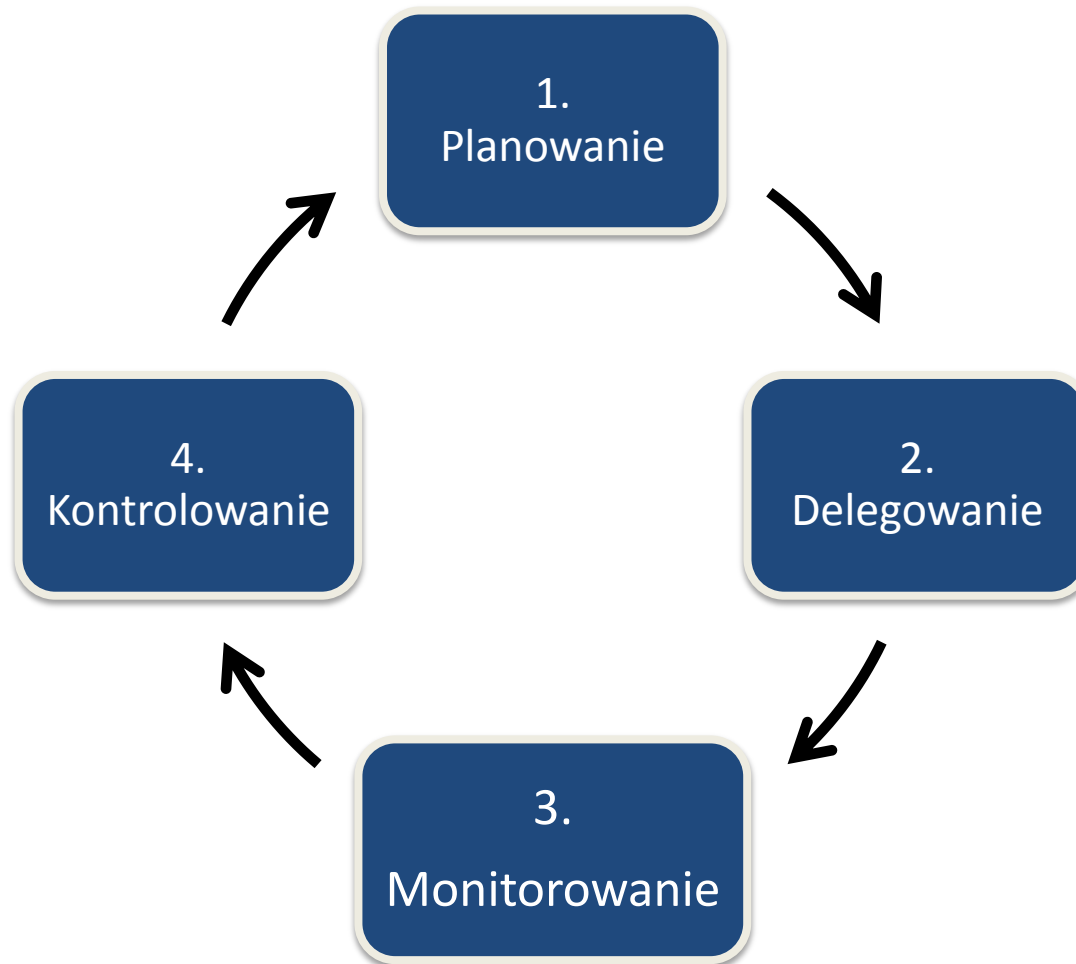 1.
Planowanie
2.
Delegowanie
3.
Monitorowanie
4.
Kontrolowanie